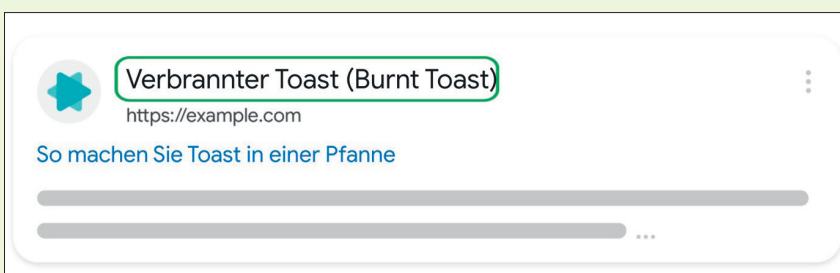 Verbrannter Toast (Burnt Toast)
https://example.com
So machen Sie Toast in einer Pfanne
...